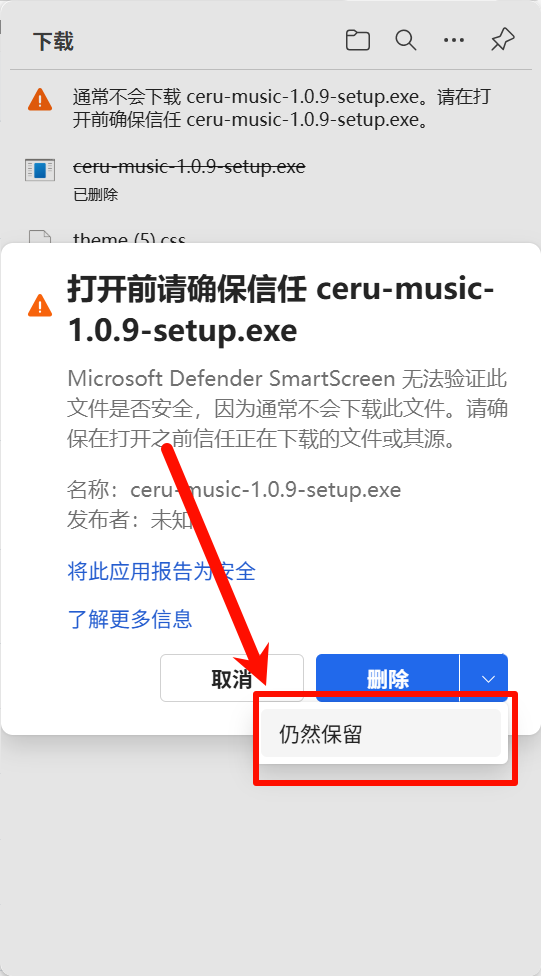 下载
通常不会下载 ceru-music-1.0.9-setup.exe。请在打
开前确保信任 ceru-music-1.0.9-setup.exe。
ceru-music-1.0.9-setup.exe
已删除
theme (5).css
打开前请确保信任 ceru-music-
1.0.9-setup.exe
Microsoft Defender SmartScreen 无法验证此
文件是否安全，因为通常不会下载此文件。请确
保在打开之前信任正在下载的文件或其源。
名称：ceru-music-1.0.9-setup.exe
发布者：未知
将此应用报告为安全
了解更多信息
取消
删除
仍然保留